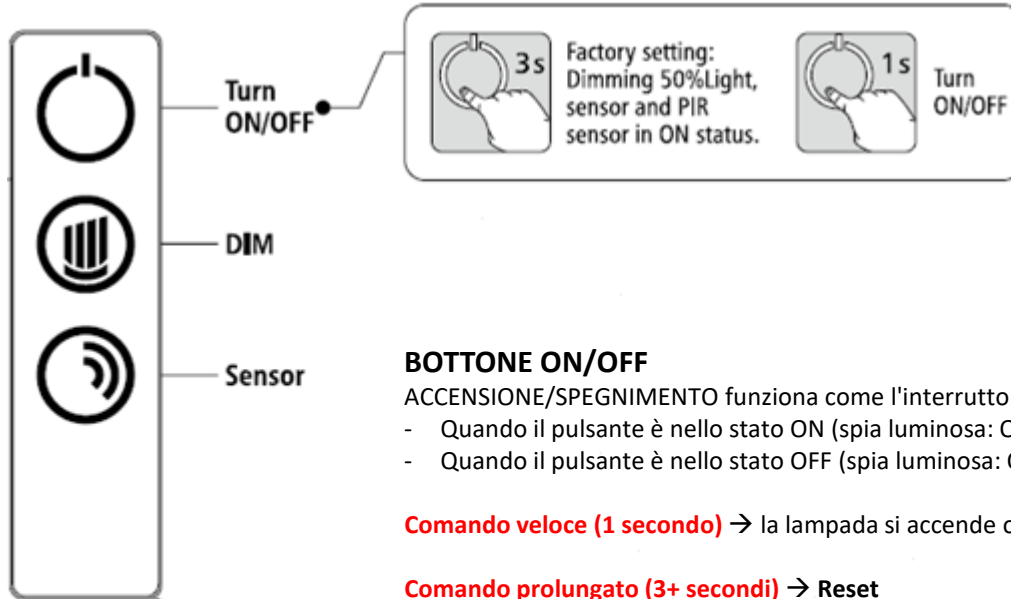 3s
Factory setting:
Dimming 50%Light,
sensor and PIR
sensor in ON status.
1s
Turn
ON/OFF
Turn
ON/OFF
DIM
Sensor
BOTTONE ON/OFF
ACCENSIONE/SPEGNIMENTO funziona come l'interrutto
- Quando il pulsante è nello stato ON (spia luminosa:
- Quando il pulsante è nello stato OFF (spia luminosa:
Comando veloce (1 secondo) → la lampada si accende
Comando prolungato (3+ secondi) → Reset